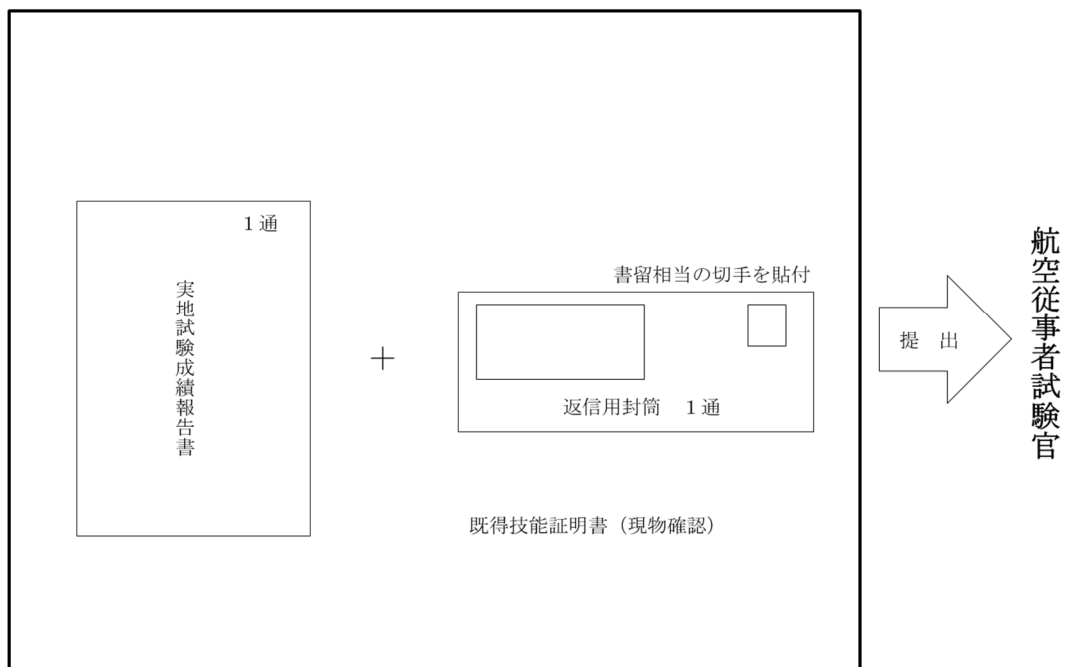 1通
実地試験成績報告書
＋
書留相当の切手を貼付
返信用封筒　1通
既得技能証明書（現物確認）
提　出
航空従事者試験官